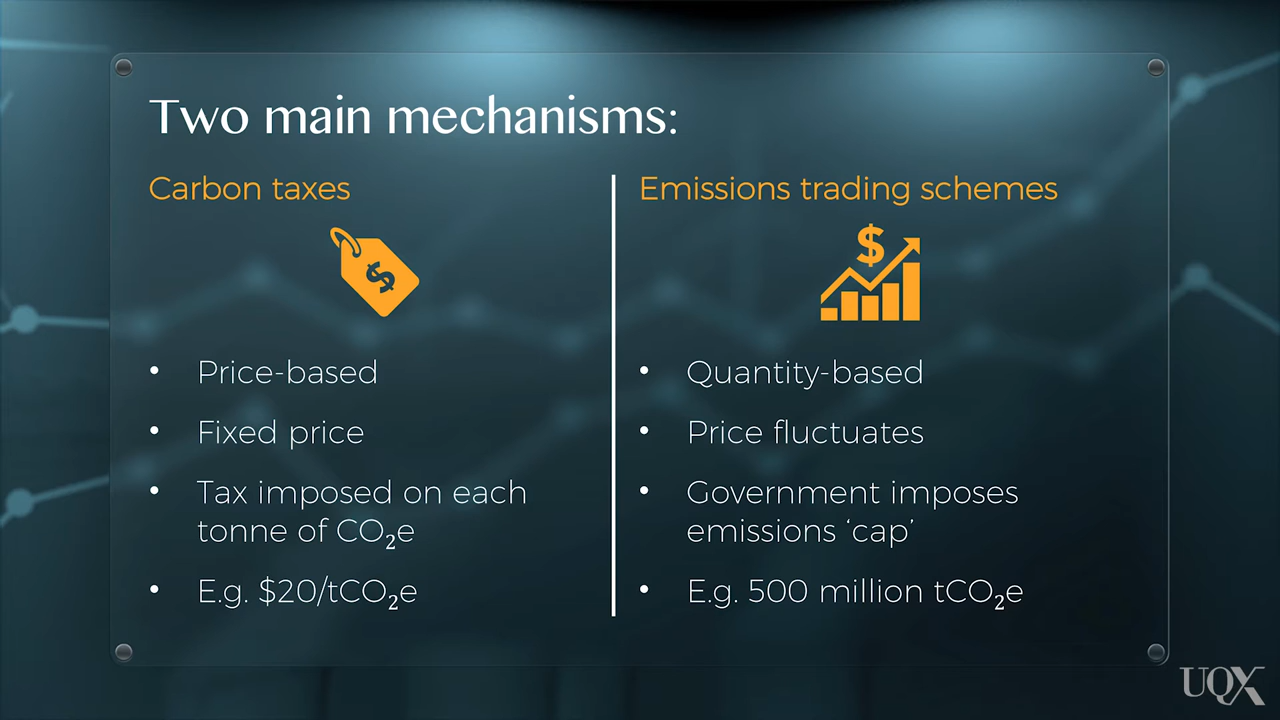 Two main mechanisms:
Carbon taxes
$
• Price-based
• Fixed price
• Tax imposed on each
tonne of CO₂e
• E.g. $20/tCO₂e
Emissions trading schemes
$
• Quantity-based
• Price fluctuates
• Government imposes
emissions ‘cap’
• E.g. 500 million tCO₂e
UQX